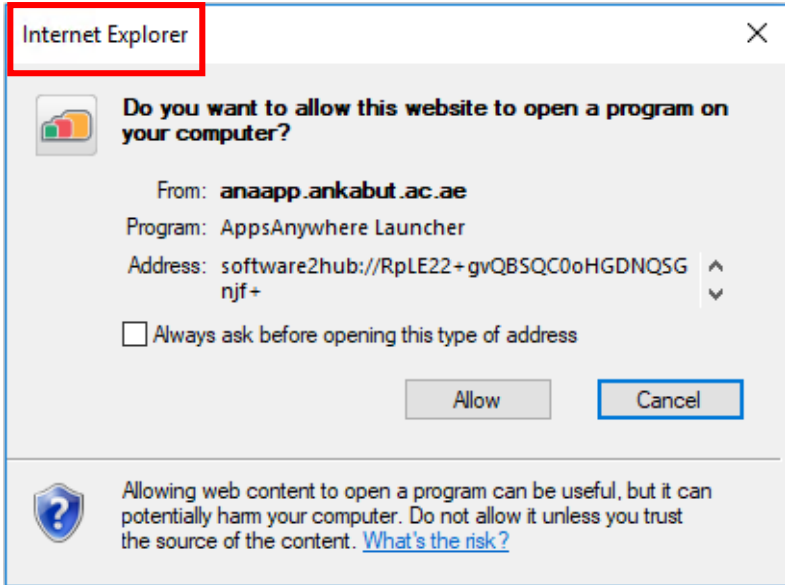 Internet Explorer
Do you want to allow this website to open a program on
your computer?
From: anaapp.ankabut.ac.ae
Program: AppsAnywhere Launcher
Address: software2hub://RpLE22+gvQBSQC0oHGDNQSG
njf+
Always ask before opening this type of address
Allow Cancel
Allowing web content to open a program can be useful, but it can
potentially harm your computer. Do not allow it unless you trust
the source of the content. What's the risk?